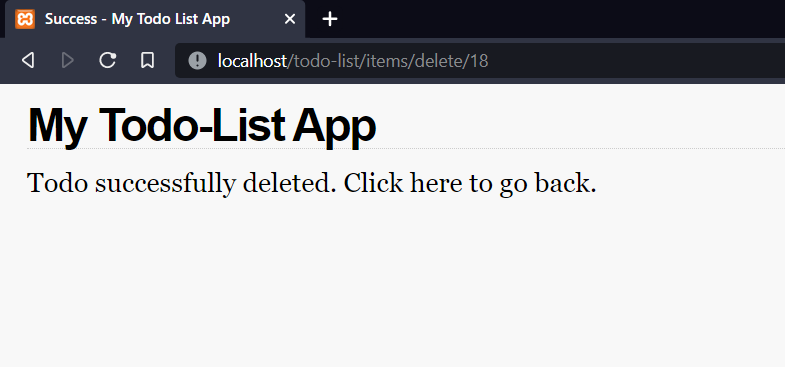 Success - My Todo List App
localhost/todo-list/items/delete/18
My Todo-List App
Todo successfully deleted. Click here to go back.